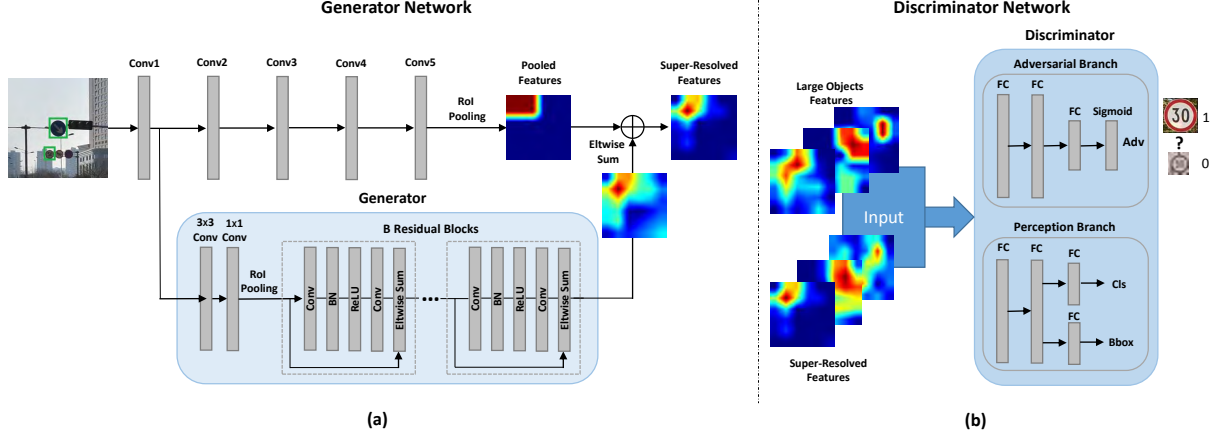 Generator Network
Conv1
Conv2
Conv3
Conv4
Conv5
RoI
Pooling
Pooled
Features
Eltwise
Sum
Super-Resolved
Features
Generator
3x3
Conv
1x1
Conv
RoI
Pooling
B Residual Blocks
Conv
BN
ReLU
Conv
Eltwise Sum
Conv
BN
ReLU
Conv
Eltwise Sum
(a)
Discriminator Network
Large Objects
Features
Input
Super-Resolved
Features
Discriminator
Adversarial Branch
FC
FC
FC
Sigmoid
Adv
30
1
?
0
Perception Branch
FC
FC
FC
Cls
FC
Bbox
(b)